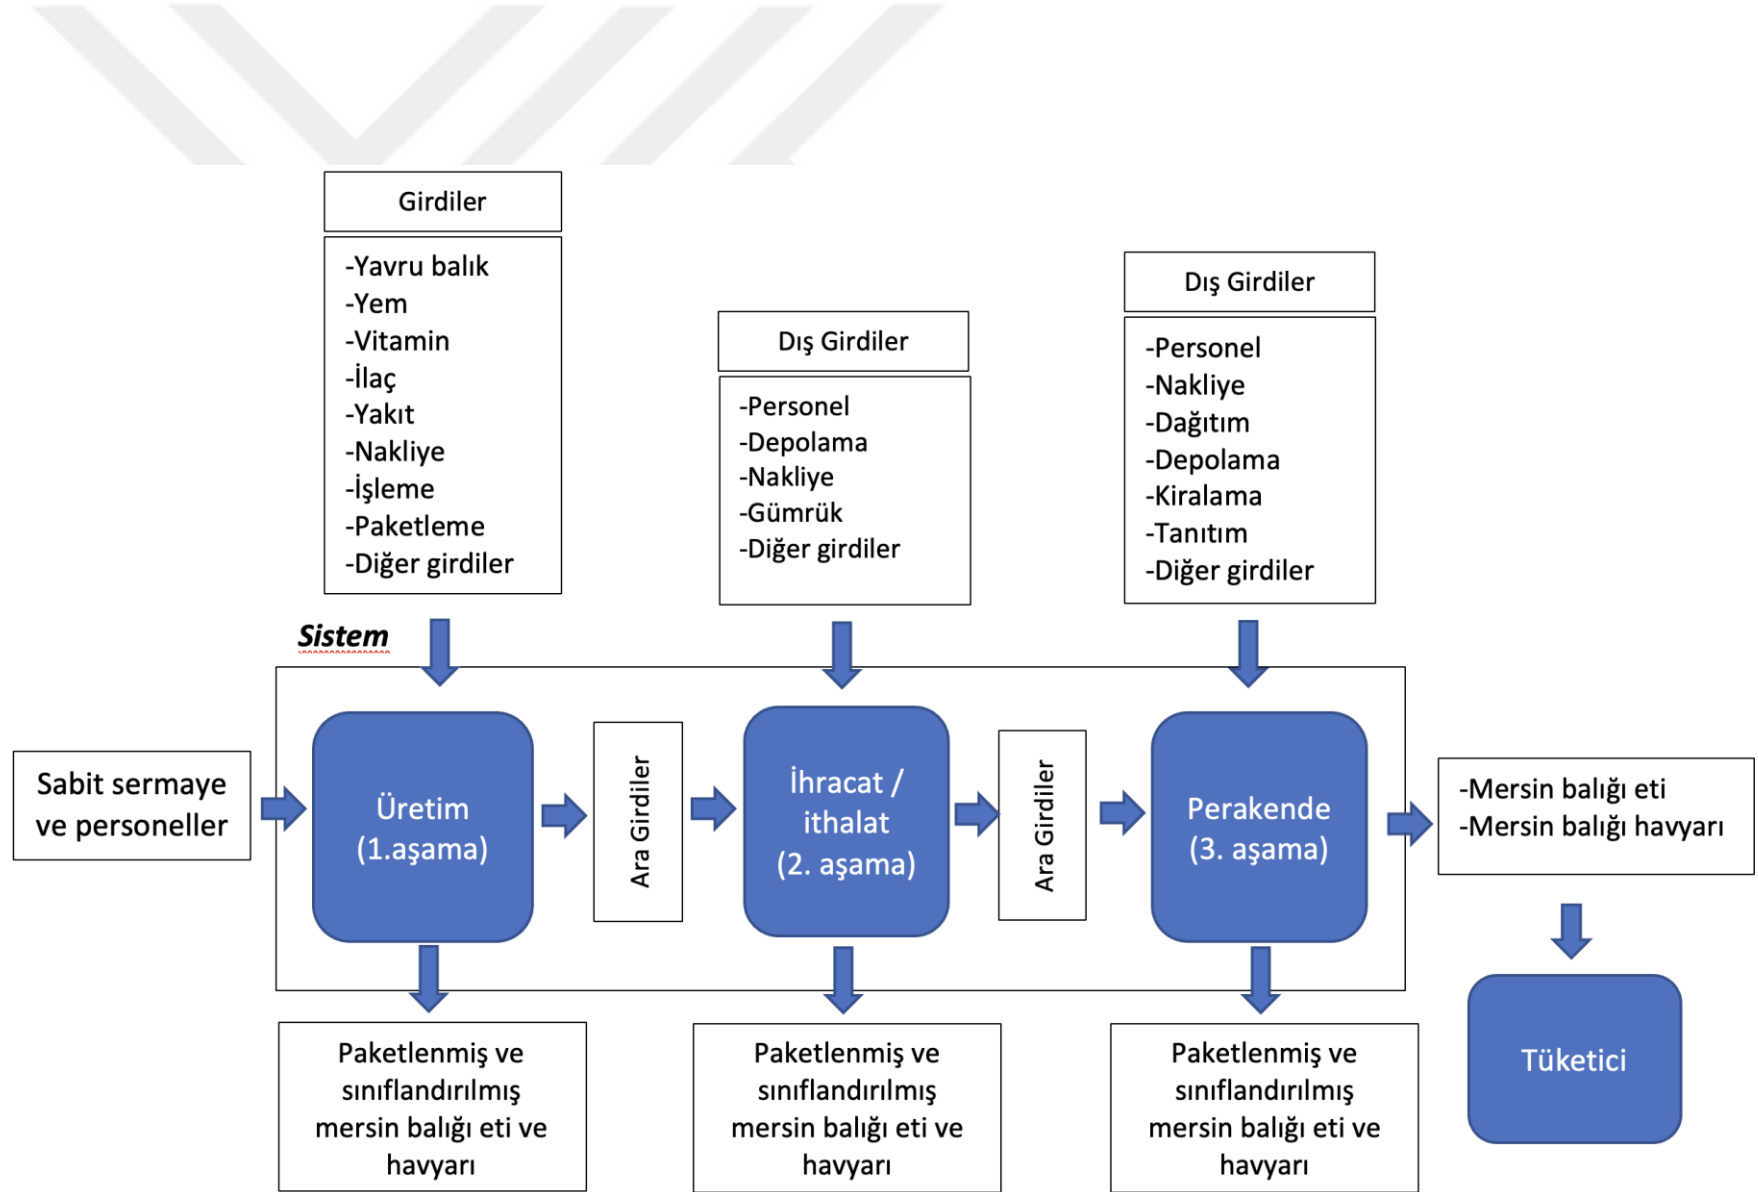 Girdiler
-Yavru balık
-Yem
-Vitamin
-İlaç
-Yakıt
-Nakliye
-İşleme
-Paketleme
-Diğer girdiler
Dış Girdiler
-Personel
-Depolama
-Nakliye
-Gümrük
-Diğer girdiler
Dış Girdiler
-Personel
-Nakliye
-Dağıtım
-Depolama
-Kiralama
-Tanıtım
-Diğer girdiler
Sistem
Sabit sermaye
ve personeller
Üretim
(1.aşama)
Ara Girdiler
İhracat /
ithalat
(2. aşama)
Ara Girdiler
Perakende
(3. aşama)
-Mersin balığı eti
-Mersin balığı havyarı
Paketlenmiş ve
sınıflandırılmış
mersin balığı eti ve
havyarı
Paketlenmiş ve
sınıflandırılmış
mersin balığı eti ve
havyarı
Paketlenmiş ve
sınıflandırılmış
mersin balığı eti ve
havyarı
Tüketici